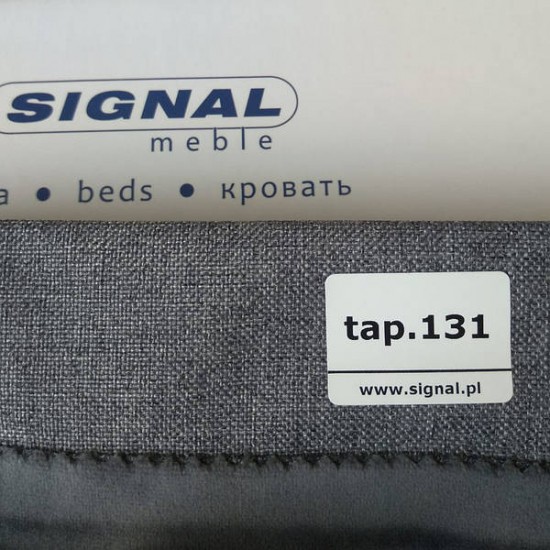 SIGNAL
meble
a • beds • кровать
tap.131
www.signal.pl